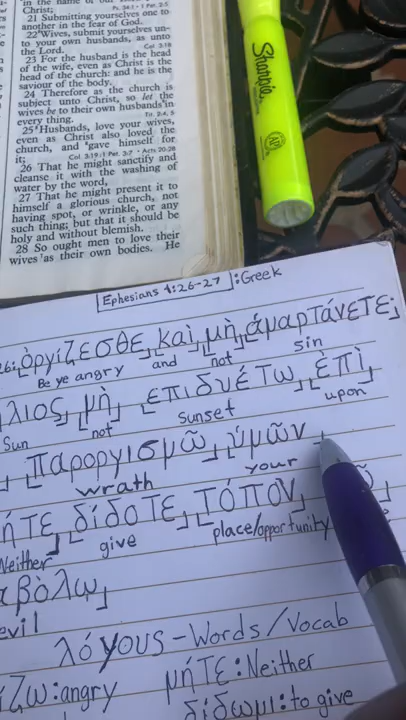 Christ;
21 Submitting yourselves one to
another in the fear of God.
22 Wives, submit yourselves un-
to your own husbands, as unto
the Lord. Col 3.18
23 For the husband is the head
of the wife, even as Christ is the
head of the church: and he is the
saviour of the body.
24 Therefore as the church is
subject unto Christ, so let the
wives be to their own husbands in
every thing.
25 Husbands, love your wives,
even as Christ also loved the
church, and gave himself for
it;
26 That he might sanctify and
cleanse it with the washing of
water by the word,
27 That he might present it to
himself a glorious church, not
having spot, or wrinkle, or any
such thing; but that it should be
holy and without blemish.
28 So ought men to love their
wives as their own bodies. He
Sharpie
AP
Ephesians 4:26-27 :Greek
26: ὀργίζεσθε καὶ μὴ ἁμαρτάνετε;
Be ye angry and not sin
λιος μὴ ἐπιδυέτω ἐπὶ
Sun not sunset upon
παροργισμῶ ὑμῶν
wrath your
ήτε δίδοτε τόπον
Neither give place/opportunity
αβόλω
evil
λόγους - Words/Vocab
ίζω: angry μήτε: Neither
δίδωμι: to give